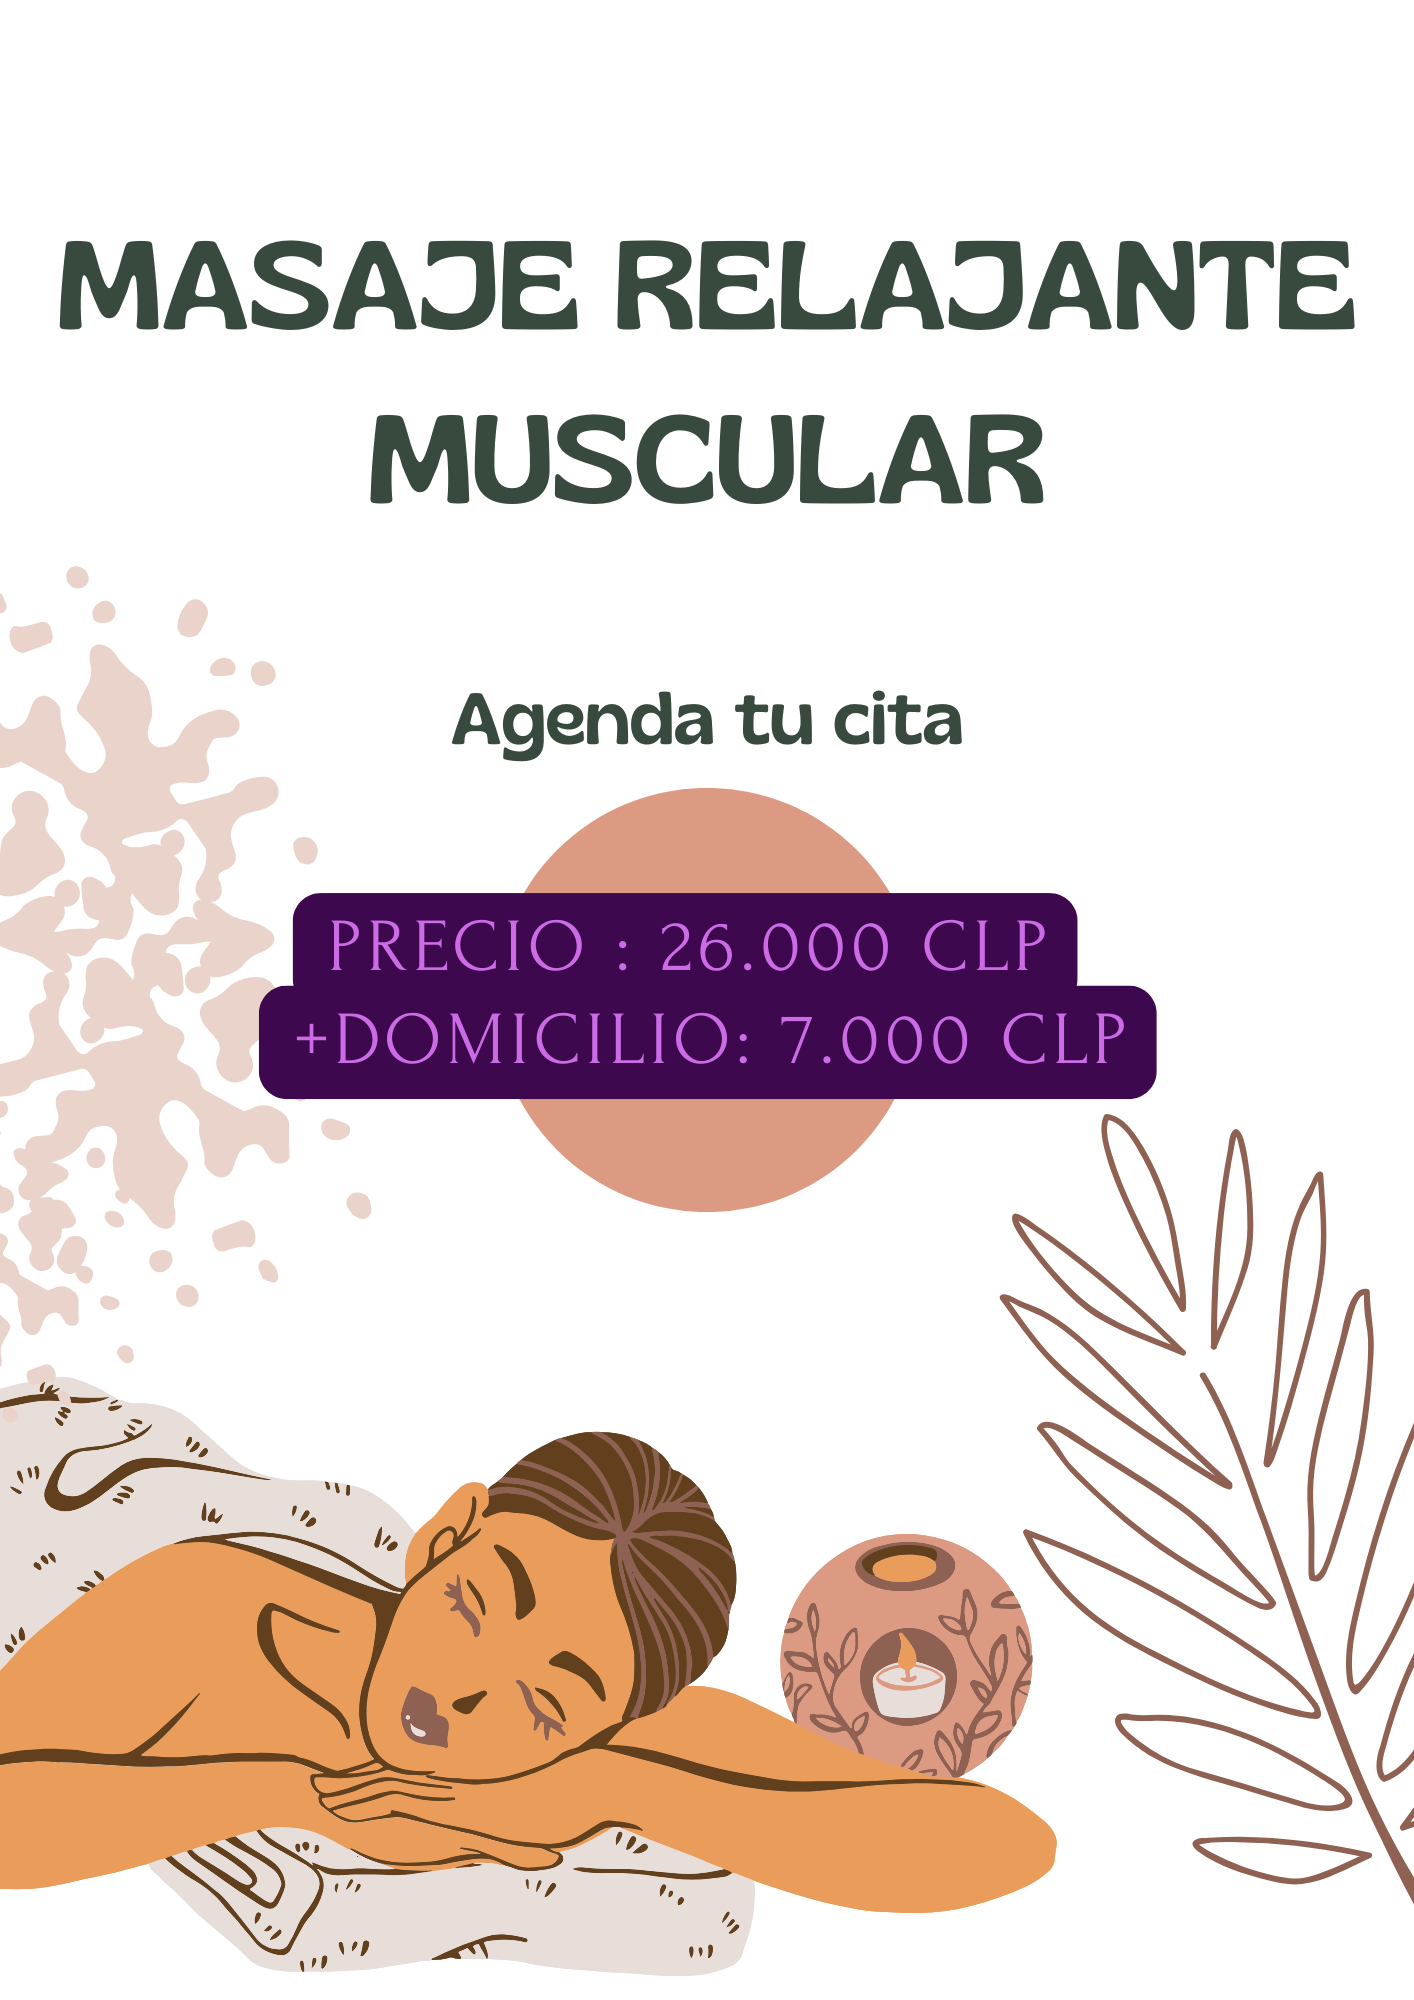 MASAJE RELAJANTE
MUSCULAR
Agenda tu cita
PRECIO : 26.000 CLP
+DOMICILIO: 7.000 CLP